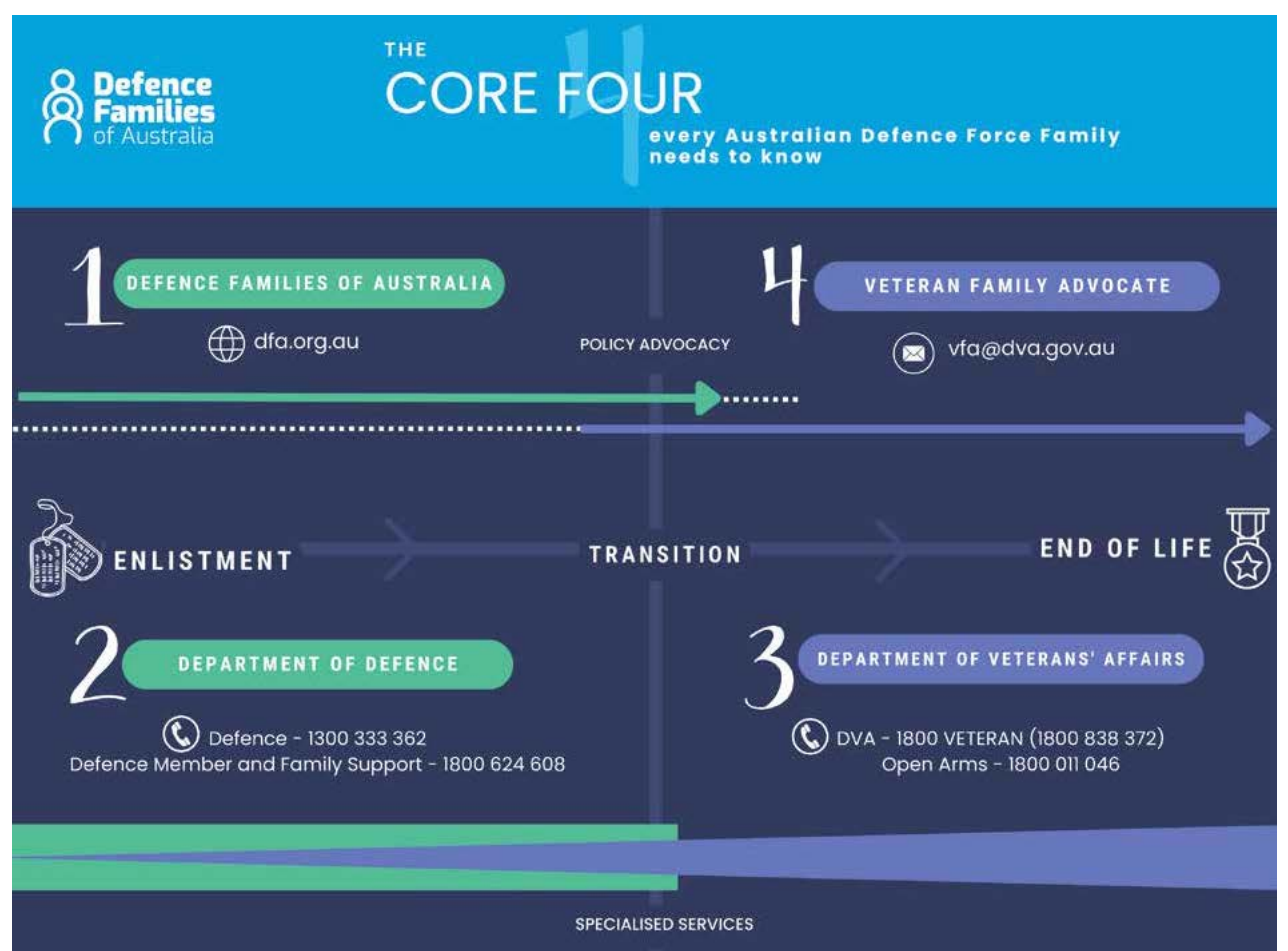 Defence
Families
of Australia
THE
CORE FOUR
4
every Australian Defence Force Family
needs to know
1
DEFENCE FAMILIES OF AUSTRALIA
dfa.org.au
POLICY ADVOCACY
4
VETERAN FAMILY ADVOCATE
vfa@dva.gov.au
ENLISTMENT
TRANSITION
END OF LIFE
2
DEPARTMENT OF DEFENCE
Defence - 1300 333 362
Defence Member and Family Support - 1800 624 608
3
DEPARTMENT OF VETERANS' AFFAIRS
DVA - 1800 VETERAN (1800 838 372)
Open Arms - 1800 011 046
SPECIALISED SERVICES